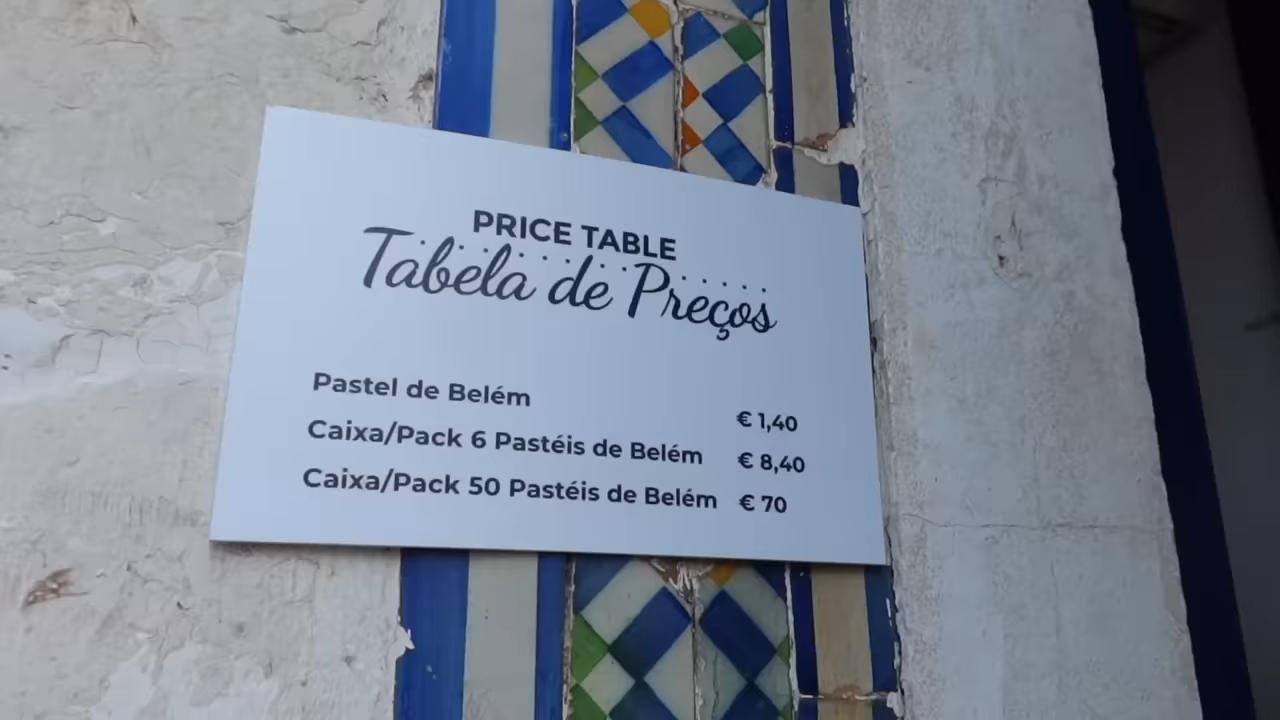 PRICE TABLE
Tabela de Preços
Pastel de Belém € 1,40
Caixa/Pack 6 Pastéis de Belém € 8,40
Caixa/Pack 50 Pastéis de Belém € 70